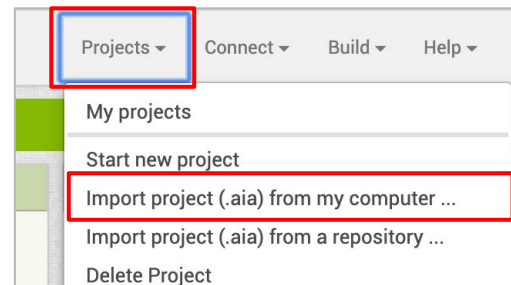 Projects ▾ Connect ▾ Build ▾ Help ▾
My projects
Start new project
Import project (.aia) from my computer ...
Import project (.aia) from a repository ...
Delete Project